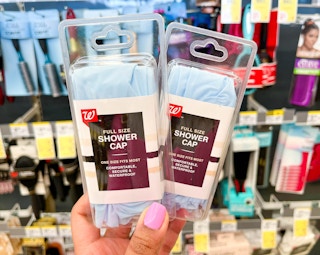 W
FULL SIZE
SHOWER
CAP
ONE SIZE FITS MOST
COMFORTABLE,
SECURE &
WATERPROOF
W
FULL SIZE
SHOWER
CAP
ONE SIZE FITS MOST
COMFORTABLE,
SECURE &
WATERPROOF